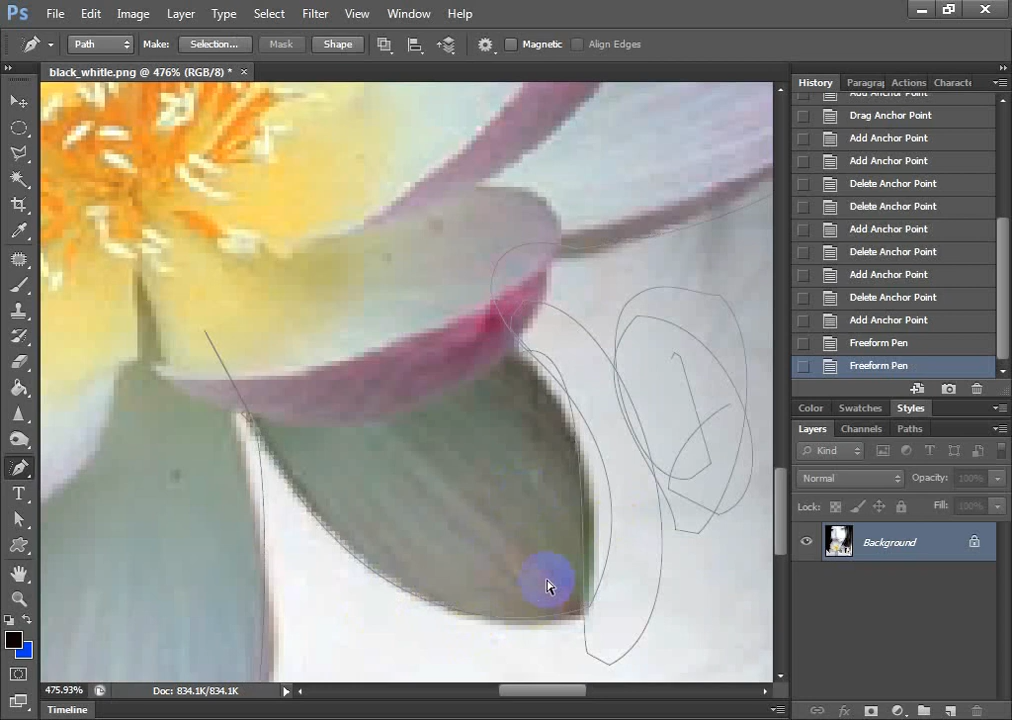 Ps File Edit Image Layer Type Select Filter View Window Help
Path Make: Selection... Mask Shape Magnetic Align Edges
black_whitle.png @ 476% (RGB/8) * ×
History Paragra Actions Characte
Add Anchor Point
Drag Anchor Point
Add Anchor Point
Add Anchor Point
Delete Anchor Point
Delete Anchor Point
Add Anchor Point
Delete Anchor Point
Add Anchor Point
Delete Anchor Point
Add Anchor Point
Freeform Pen
Freeform Pen
Color Swatches Styles
Layers Channels Paths
Kind
Normal Opacity: 100%
Lock: Fill: 100%
Background
475.93% Doc: 834.1K/834.1K
Timeline